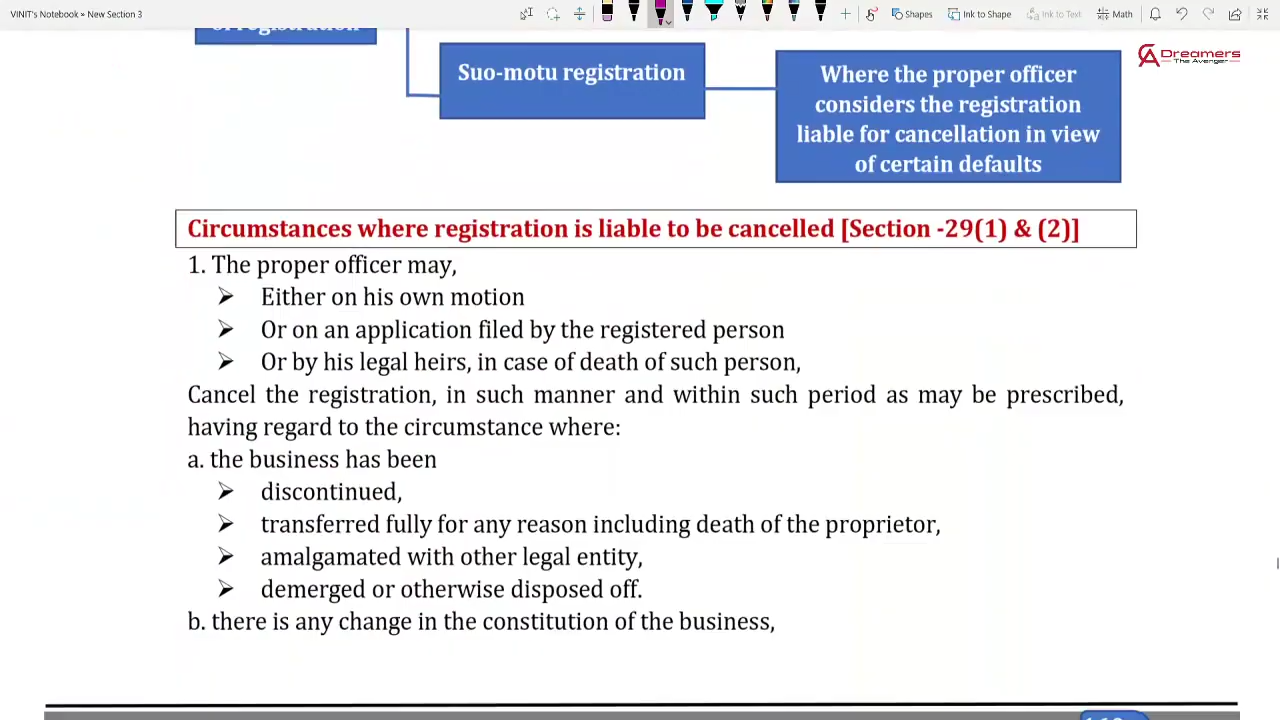 VINIT's Notebook » New Section 3
Shapes
Ink to Shape
Ink to Text
Math
Dreamers
The Avenger
of registration
Suo-motu registration
Where the proper officer
considers the registration
liable for cancellation in view
of certain defaults
Circumstances where registration is liable to be cancelled [Section -29(1) & (2)]
1. The proper officer may,
➢ Either on his own motion
➢ Or on an application filed by the registered person
➢ Or by his legal heirs, in case of death of such person,
Cancel the registration, in such manner and within such period as may be prescribed,
having regard to the circumstance where:
a. the business has been
➢ discontinued,
➢ transferred fully for any reason including death of the proprietor,
➢ amalgamated with other legal entity,
➢ demerged or otherwise disposed off.
b. there is any change in the constitution of the business,